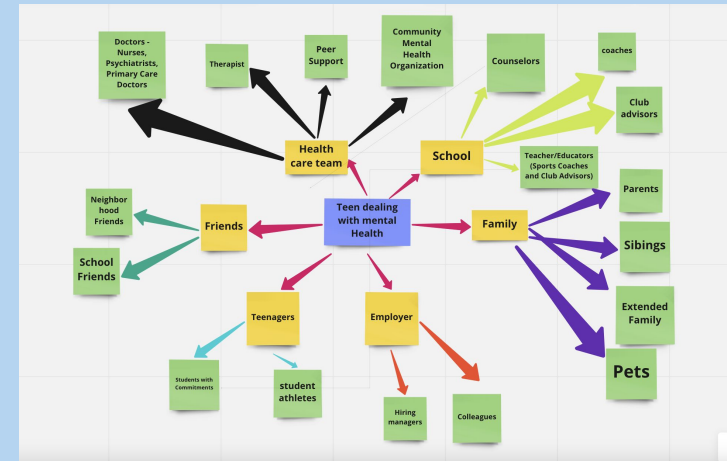 Doctors -
Nurses,
Psychiatrists,
Primary Care
Doctors
Therapist
Peer
Support
Community
Mental
Health
Organization
Counselors
coaches
Club
advisors
Health
care team
School
Teacher/Educators
(Sports Coaches
and Club Advisors)
Parents
Neighbor
hood
Friends
Friends
Teen dealing
with mental
Health
Family
Sibings
School
Friends
Extended
Family
Teenagers
Employer
Pets
Students with
Commitments
student
athletes
Hiring
managers
Colleagues